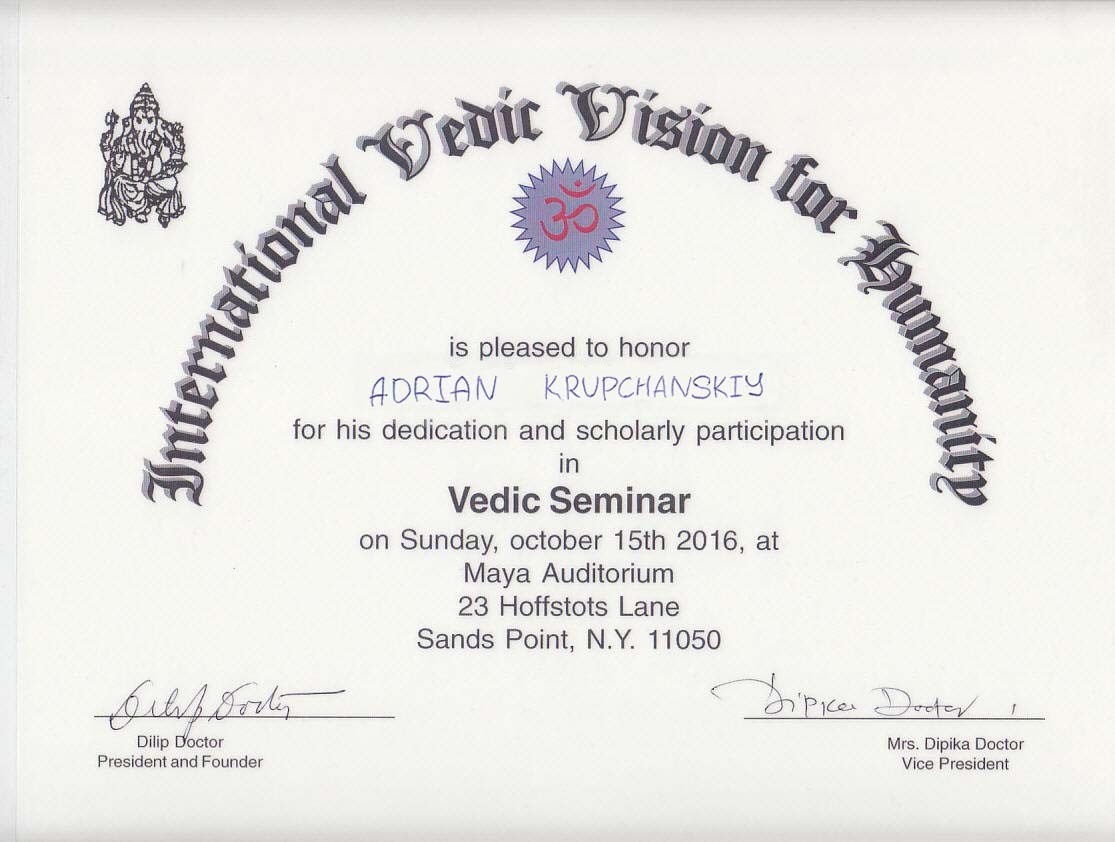 International Vedic Vision for Humanity
ॐ
is pleased to honor
ADRIAN KRUPCHANSKIY
for his dedication and scholarly participation
in
Vedic Seminar
on Sunday, october 15th 2016, at
Maya Auditorium
23 Hoffstots Lane
Sands Point, N.Y. 11050
Dilip Doctor
Dipika Doctor
Dilip Doctor
President and Founder
Mrs. Dipika Doctor
Vice President